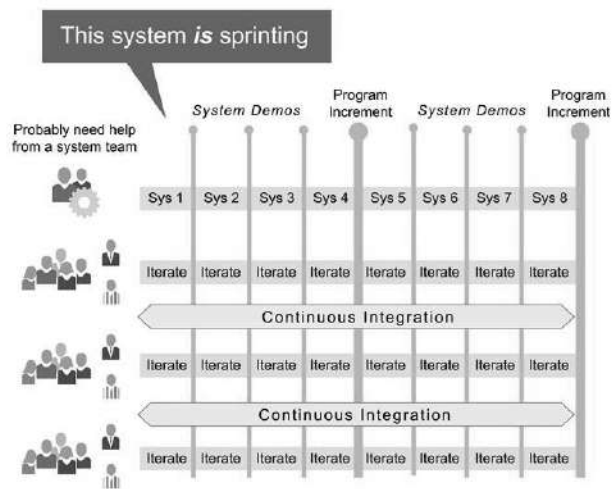 This system is sprinting
System Demos
Program
Increment
System Demos
Program
Increment
Probably need help
from a system team
Sys 1 Sys 2 Sys 3 Sys 4 Sys 5 Sys 6 Sys 7 Sys 8
Iterate Iterate Iterate Iterate Iterate Iterate Iterate Iterate
Continuous Integration
Iterate Iterate Iterate Iterate Iterate Iterate Iterate Iterate
Continuous Integration
Iterate Iterate Iterate Iterate Iterate Iterate Iterate Iterate